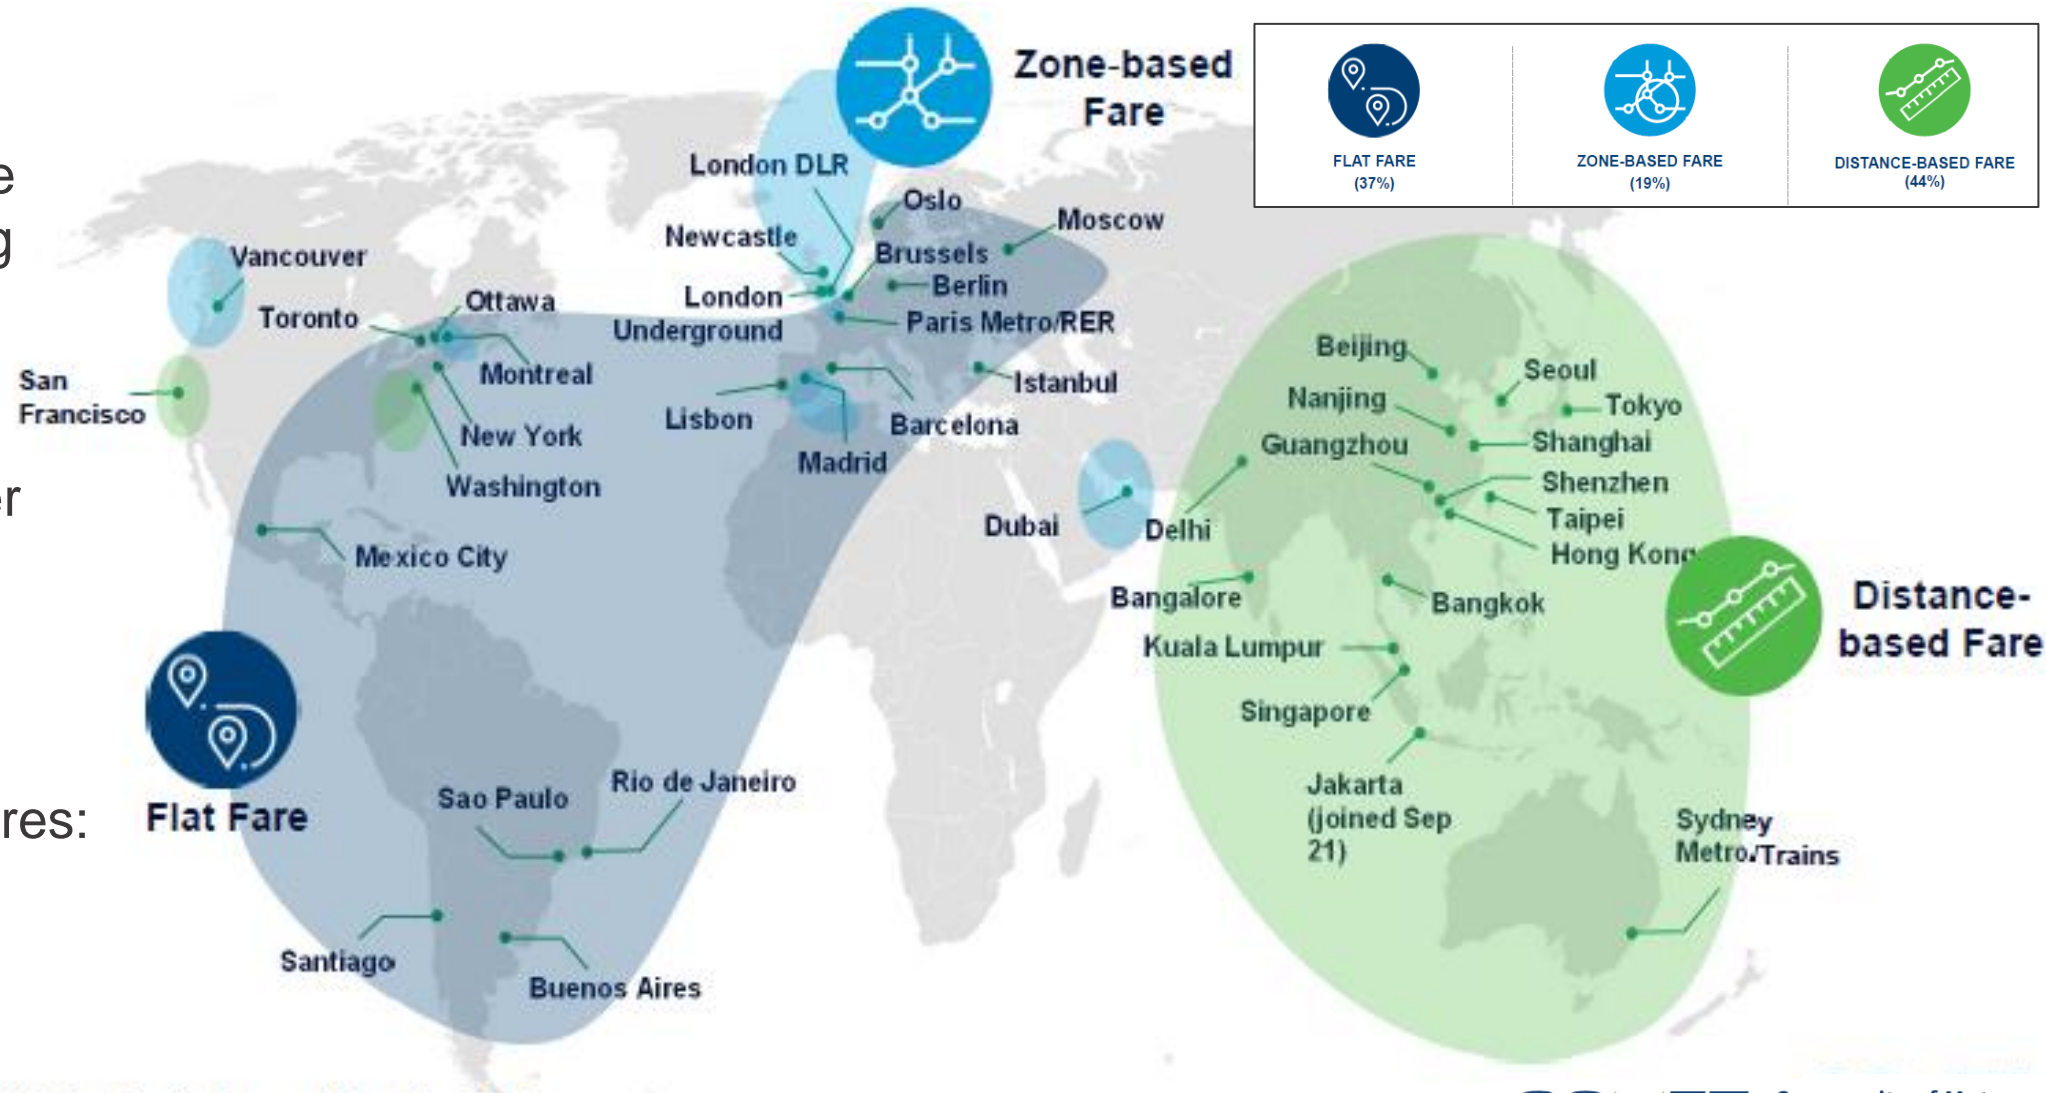 Zone-based
Fare
FLAT FARE
(37%)
ZONE-BASED FARE
(19%)
DISTANCE-BASED FARE
(44%)
London DLR
Oslo
Moscow
Newcastle
Brussels
Vancouver
Berlin
London
Underground
Ottawa
Toronto
Paris Metro/RER
Montreal
Istanbul
San
Francisco
Lisbon
Barcelona
New York
Madrid
Washington
Beijing
Seoul
Nanjing
Tokyo
Guangzhou
Shanghai
Shenzhen
Taipei
Hong Kong
Dubai
Delhi
Mexico City
Bangalore
Bangkok
Distance-
based Fare
Kuala Lumpur
Singapore
Jakarta
(joined Sep
21)
Sao Paulo
Rio de Janeiro
Flat Fare
res:
Sydney
Metro/Trains
Santiago
Buenos Aires